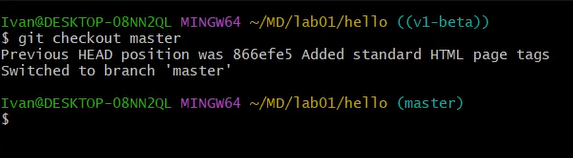 Ivan@DESKTOP-08NN2QL MINGW64 ~/MD/lab01/hello ((v1-beta))
$ git checkout master
Previous HEAD position was 866efe5 Added standard HTML page tags
Switched to branch 'master'
Ivan@DESKTOP-08NN2QL MINGW64 ~/MD/lab01/hello (master)
$